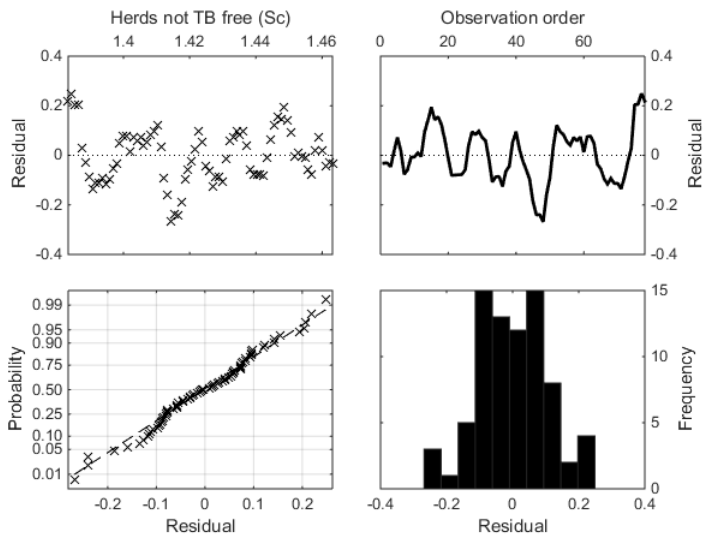 Herds not TB free (Sc)
1.4 1.42 1.44 1.46
0.4
0.2
0
-0.2
-0.4
Residual
Observation order
0 20 40 60
0.4
0.2
0
-0.2
-0.4
Residual
0.99
0.95
0.90
0.75
0.50
0.25
0.10
0.05
0.01
Probability
-0.2 -0.1 0 0.1 0.2
Residual
15
10
5
0
Frequency
-0.4 -0.2 0 0.2 0.4
Residual